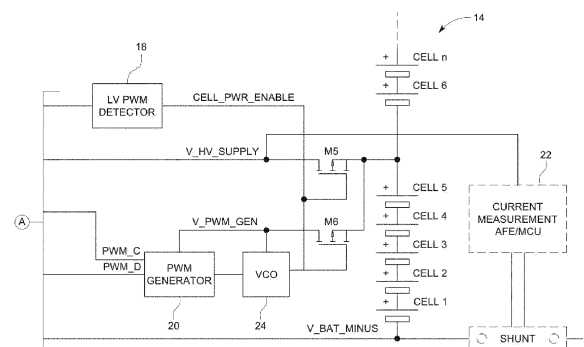 14
18
+ CELL n
+ CELL 6
LV PWM
DETECTOR
CELL_PWR_ENABLE
V_HV_SUPPLY
M5
22
+ CELL 5
+ CELL 4
+ CELL 3
+ CELL 2
+ CELL 1
CURRENT
MEASUREMENT
AFE/MCU
A
V_PWM_GEN
M6
PWM_C
PWM_D
PWM
GENERATOR
VCO
20
24
V_BAT_MINUS
SHUNT